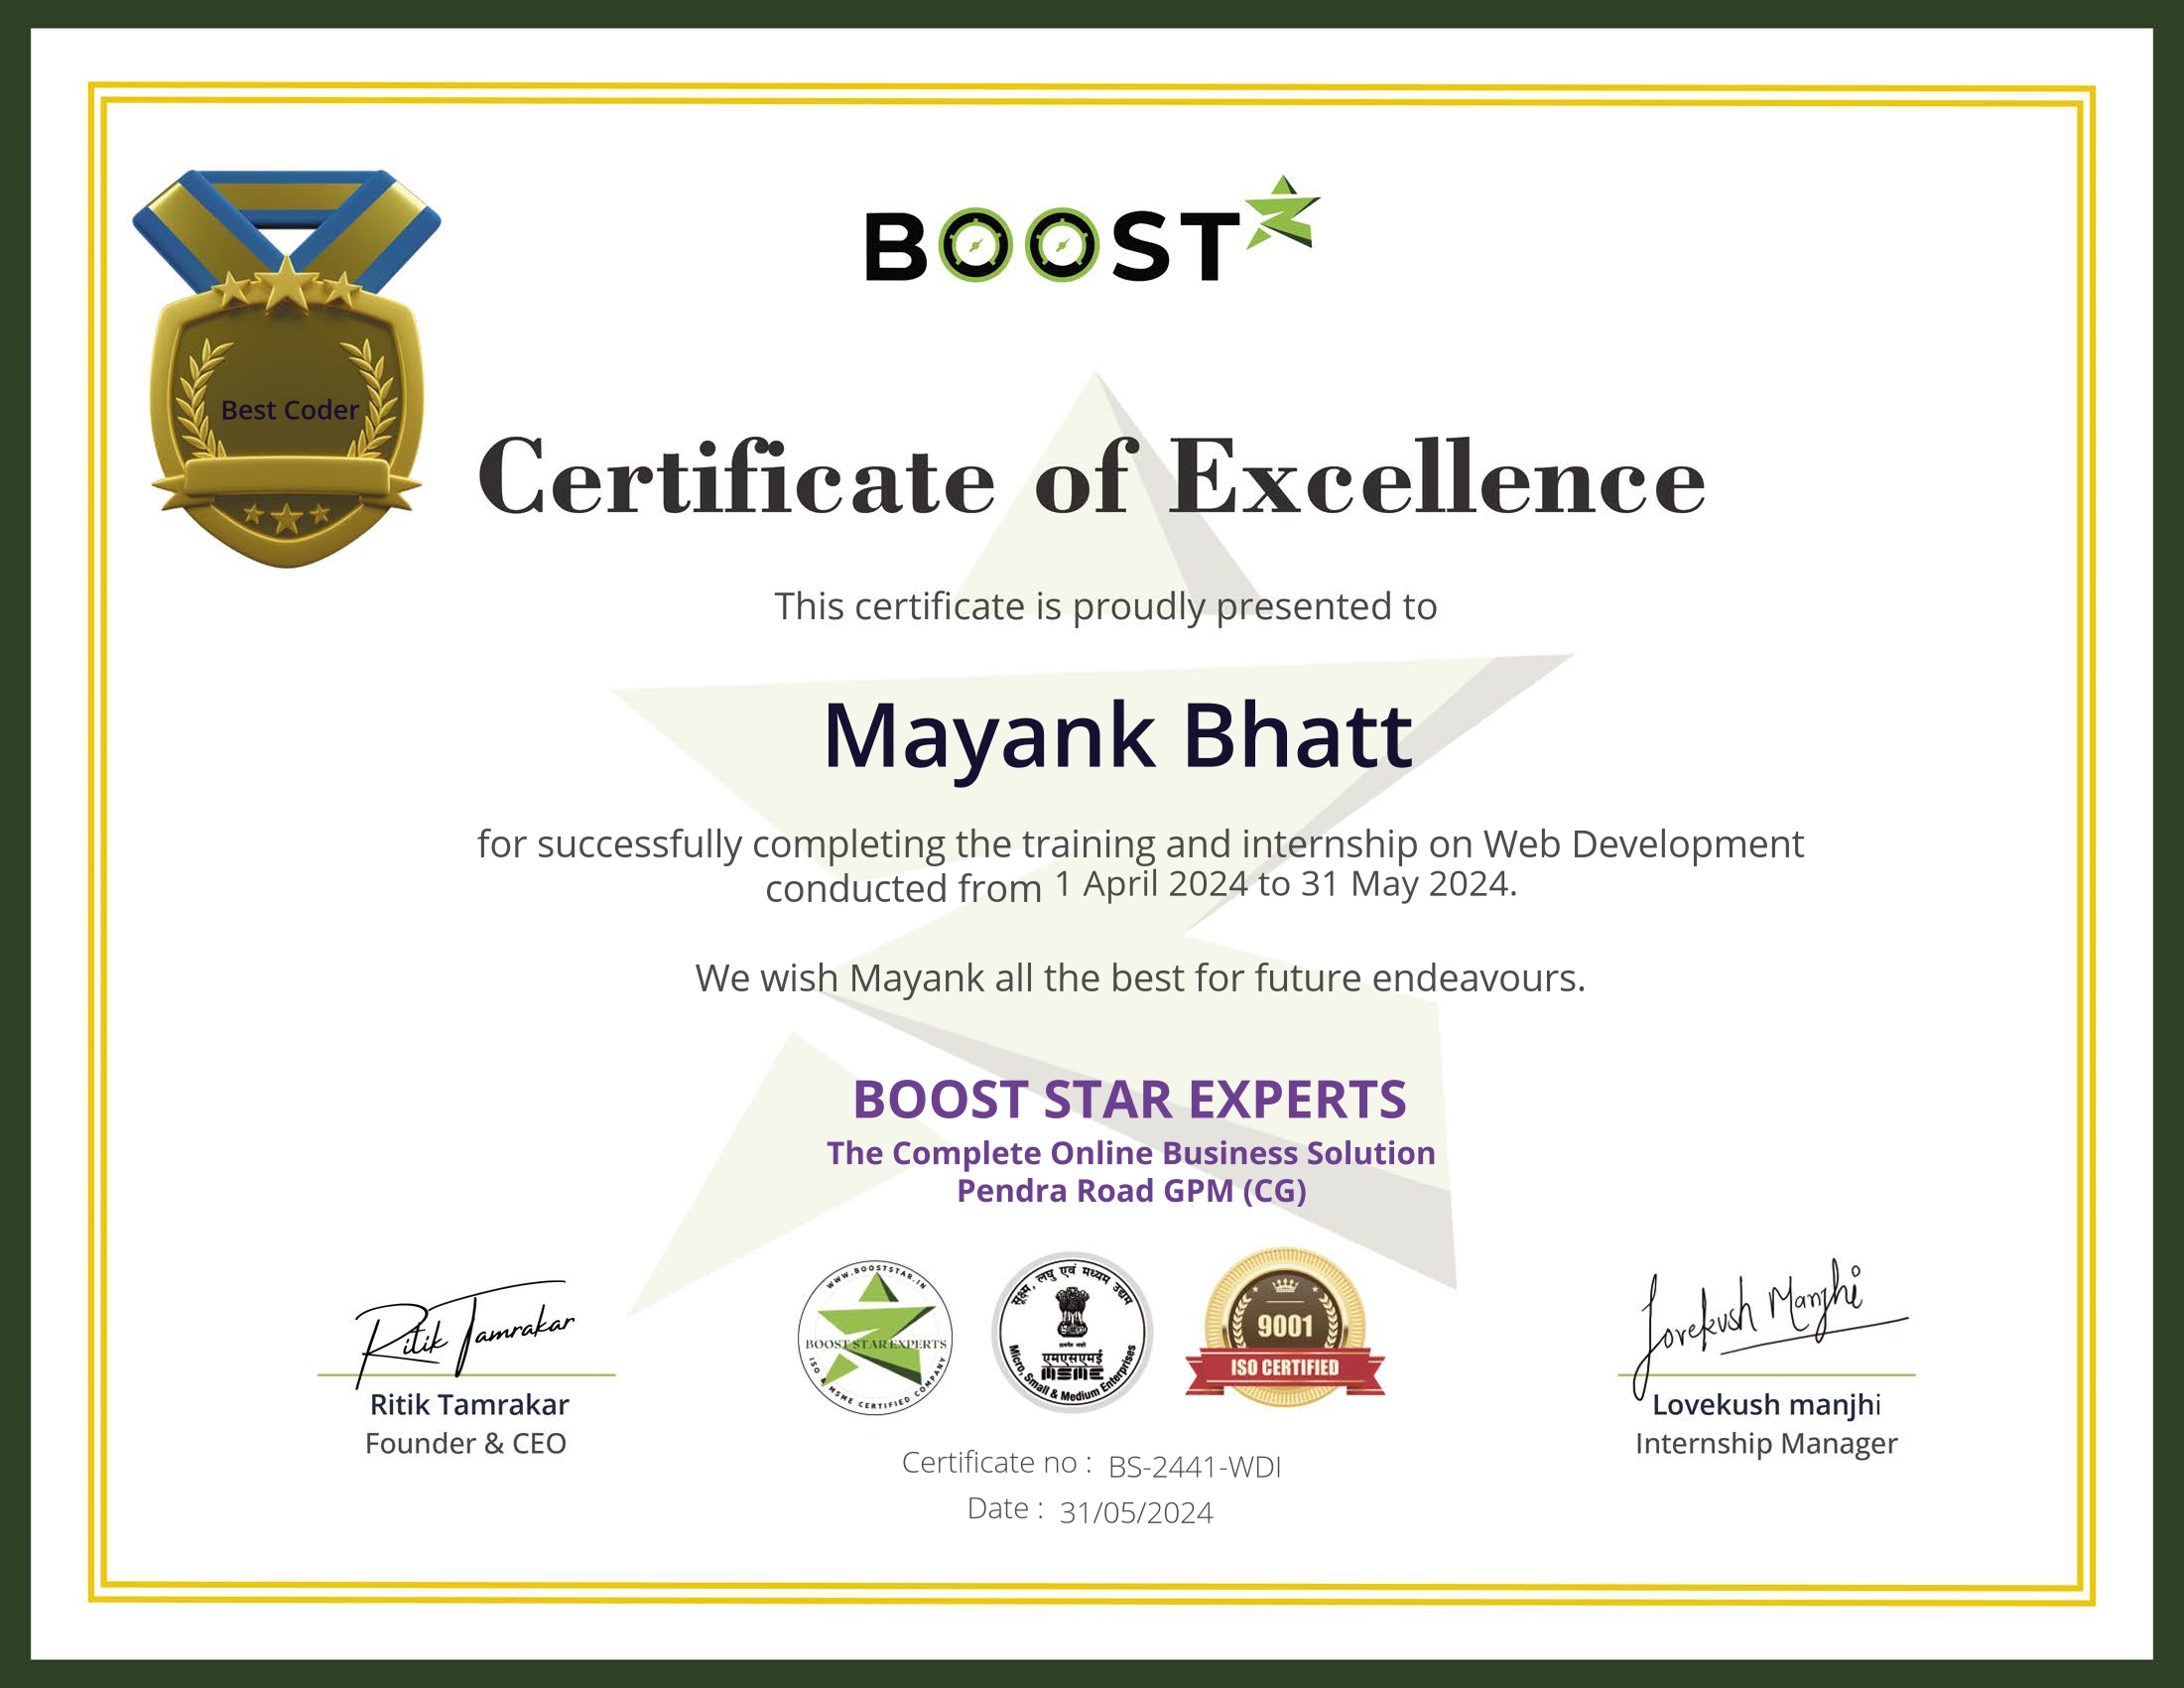 BOOST
Best Coder
Certificate of Excellence
This certificate is proudly presented to
Mayank Bhatt
for successfully completing the training and internship on Web Development
conducted from 1 April 2024 to 31 May 2024.
We wish Mayank all the best for future endeavours.
BOOST STAR EXPERTS
The Complete Online Business Solution
Pendra Road GPM (CG)
Ritik Tamrakar
Ritik Tamrakar
Founder & CEO
WWW.BOOSTSTAR.IN
BOOST STAR EXPERTS
ISO & MSME CERTIFIED COMPANY
सूक्ष्म, लघु एवं मध्यम उद्यम
सत्यमेव जयते
एमएसएमई
MSME
Micro, Small & Medium Enterprises
9001
ISO CERTIFIED
Lovekush Manjhi
Lovekush manjhi
Internship Manager
Certificate no : BS-2441-WDI
Date : 31/05/2024